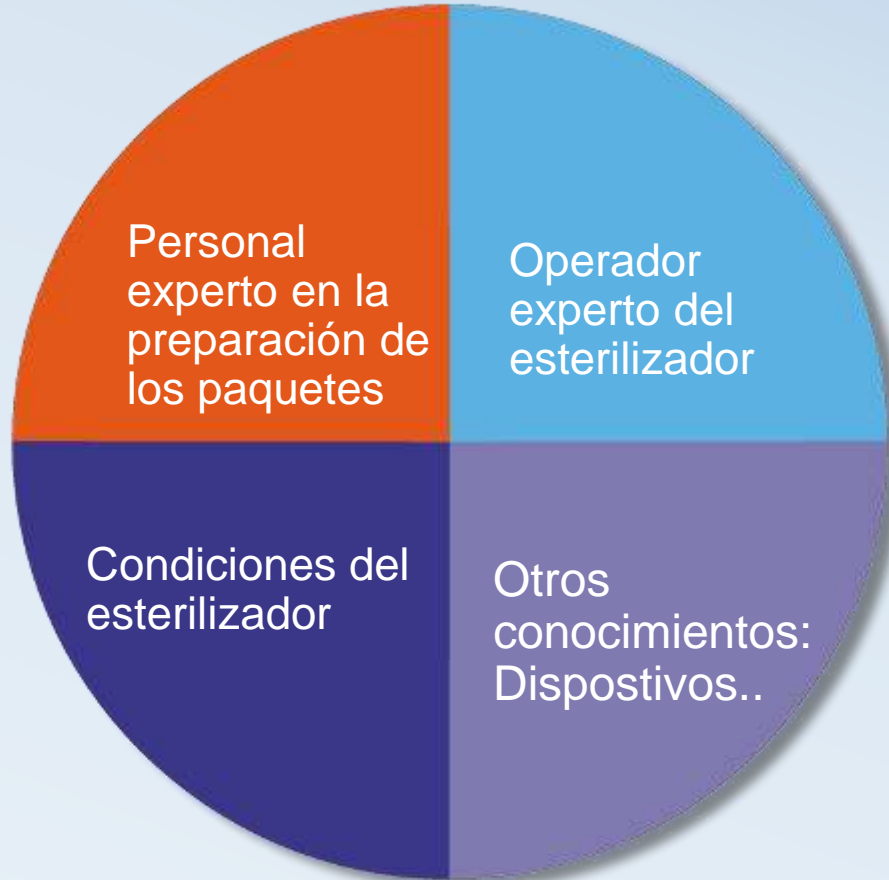 Personal
experto en la
preparación de
los paquetes
Operador
experto del
esterilizador
Condiciones del
esterilizador
Otros
conocimientos:
Dispostivos..